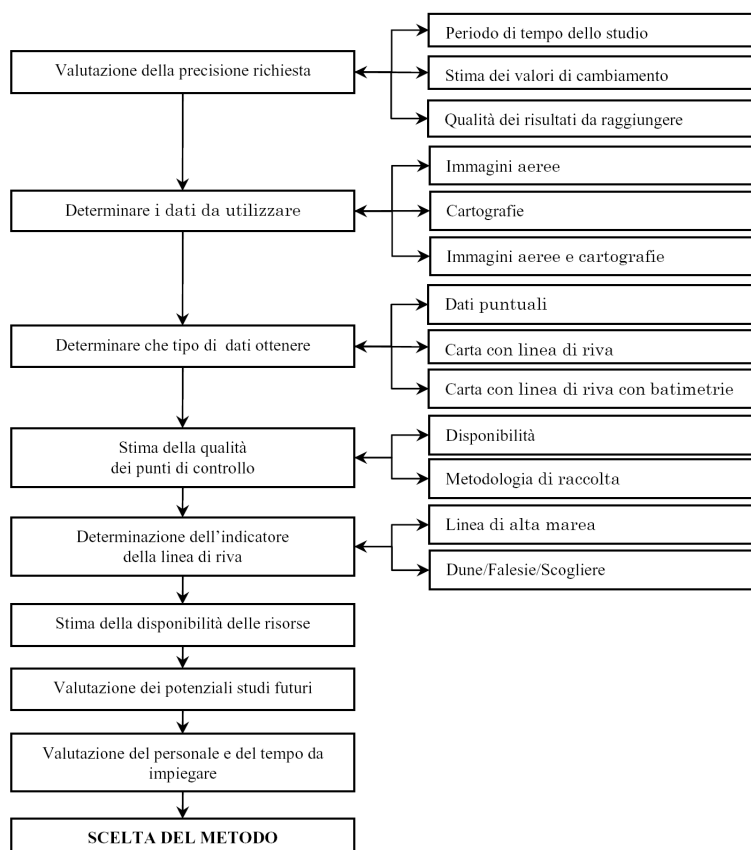 Valutazione della precisione richiesta
Periodo di tempo dello studio
Stima dei valori di cambiamento
Qualità dei risultati da raggiungere
Determinare i dati da utilizzare
Immagini aeree
Cartografie
Immagini aeree e cartografie
Determinare che tipo di dati ottenere
Dati puntuali
Carta con linea di riva
Carta con linea di riva con batimetrie
Stima della qualità
dei punti di controllo
Disponibilità
Metodologia di raccolta
Determinazione dell'indicatore
della linea di riva
Linea di alta marea
Dune/Falesie/Scogliere
Stima della disponibilità delle risorse
Valutazione dei potenziali studi futuri
Valutazione del personale e del tempo da
impiegare
SCELTA DEL METODO